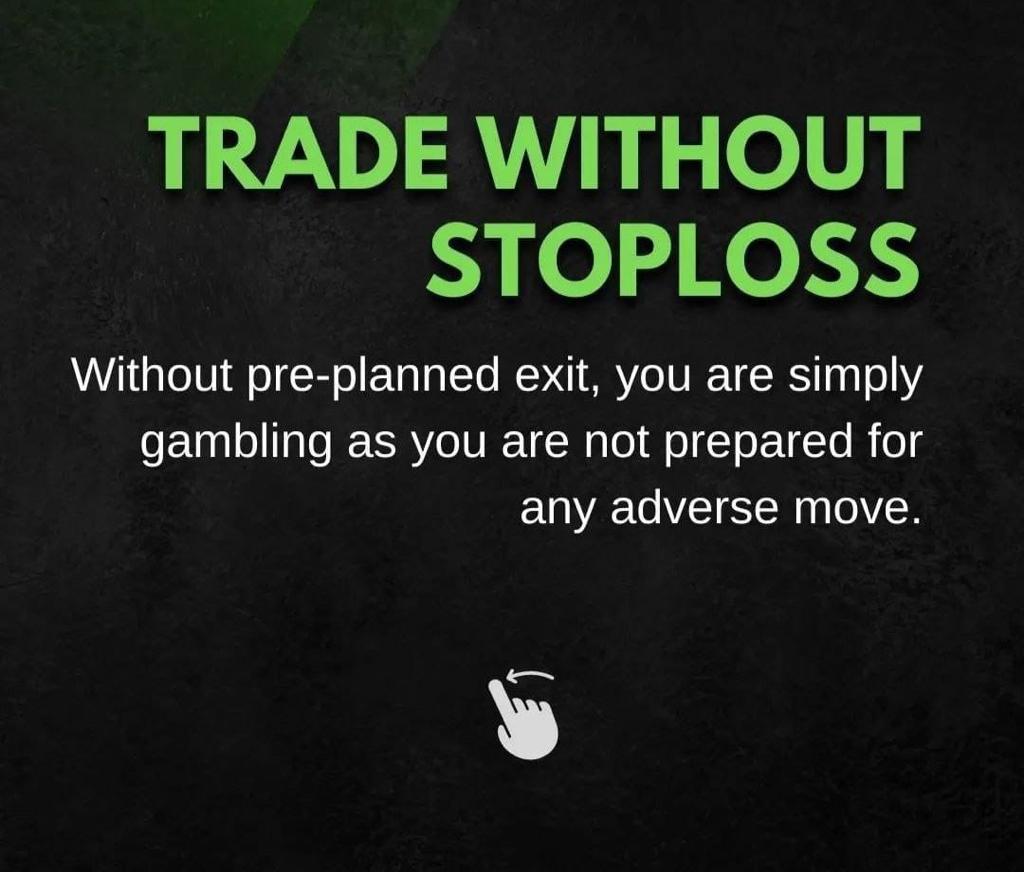 TRADE WITHOUT
STOPLOSS
Without pre-planned exit, you are simply
gambling as you are not prepared for
any adverse move.